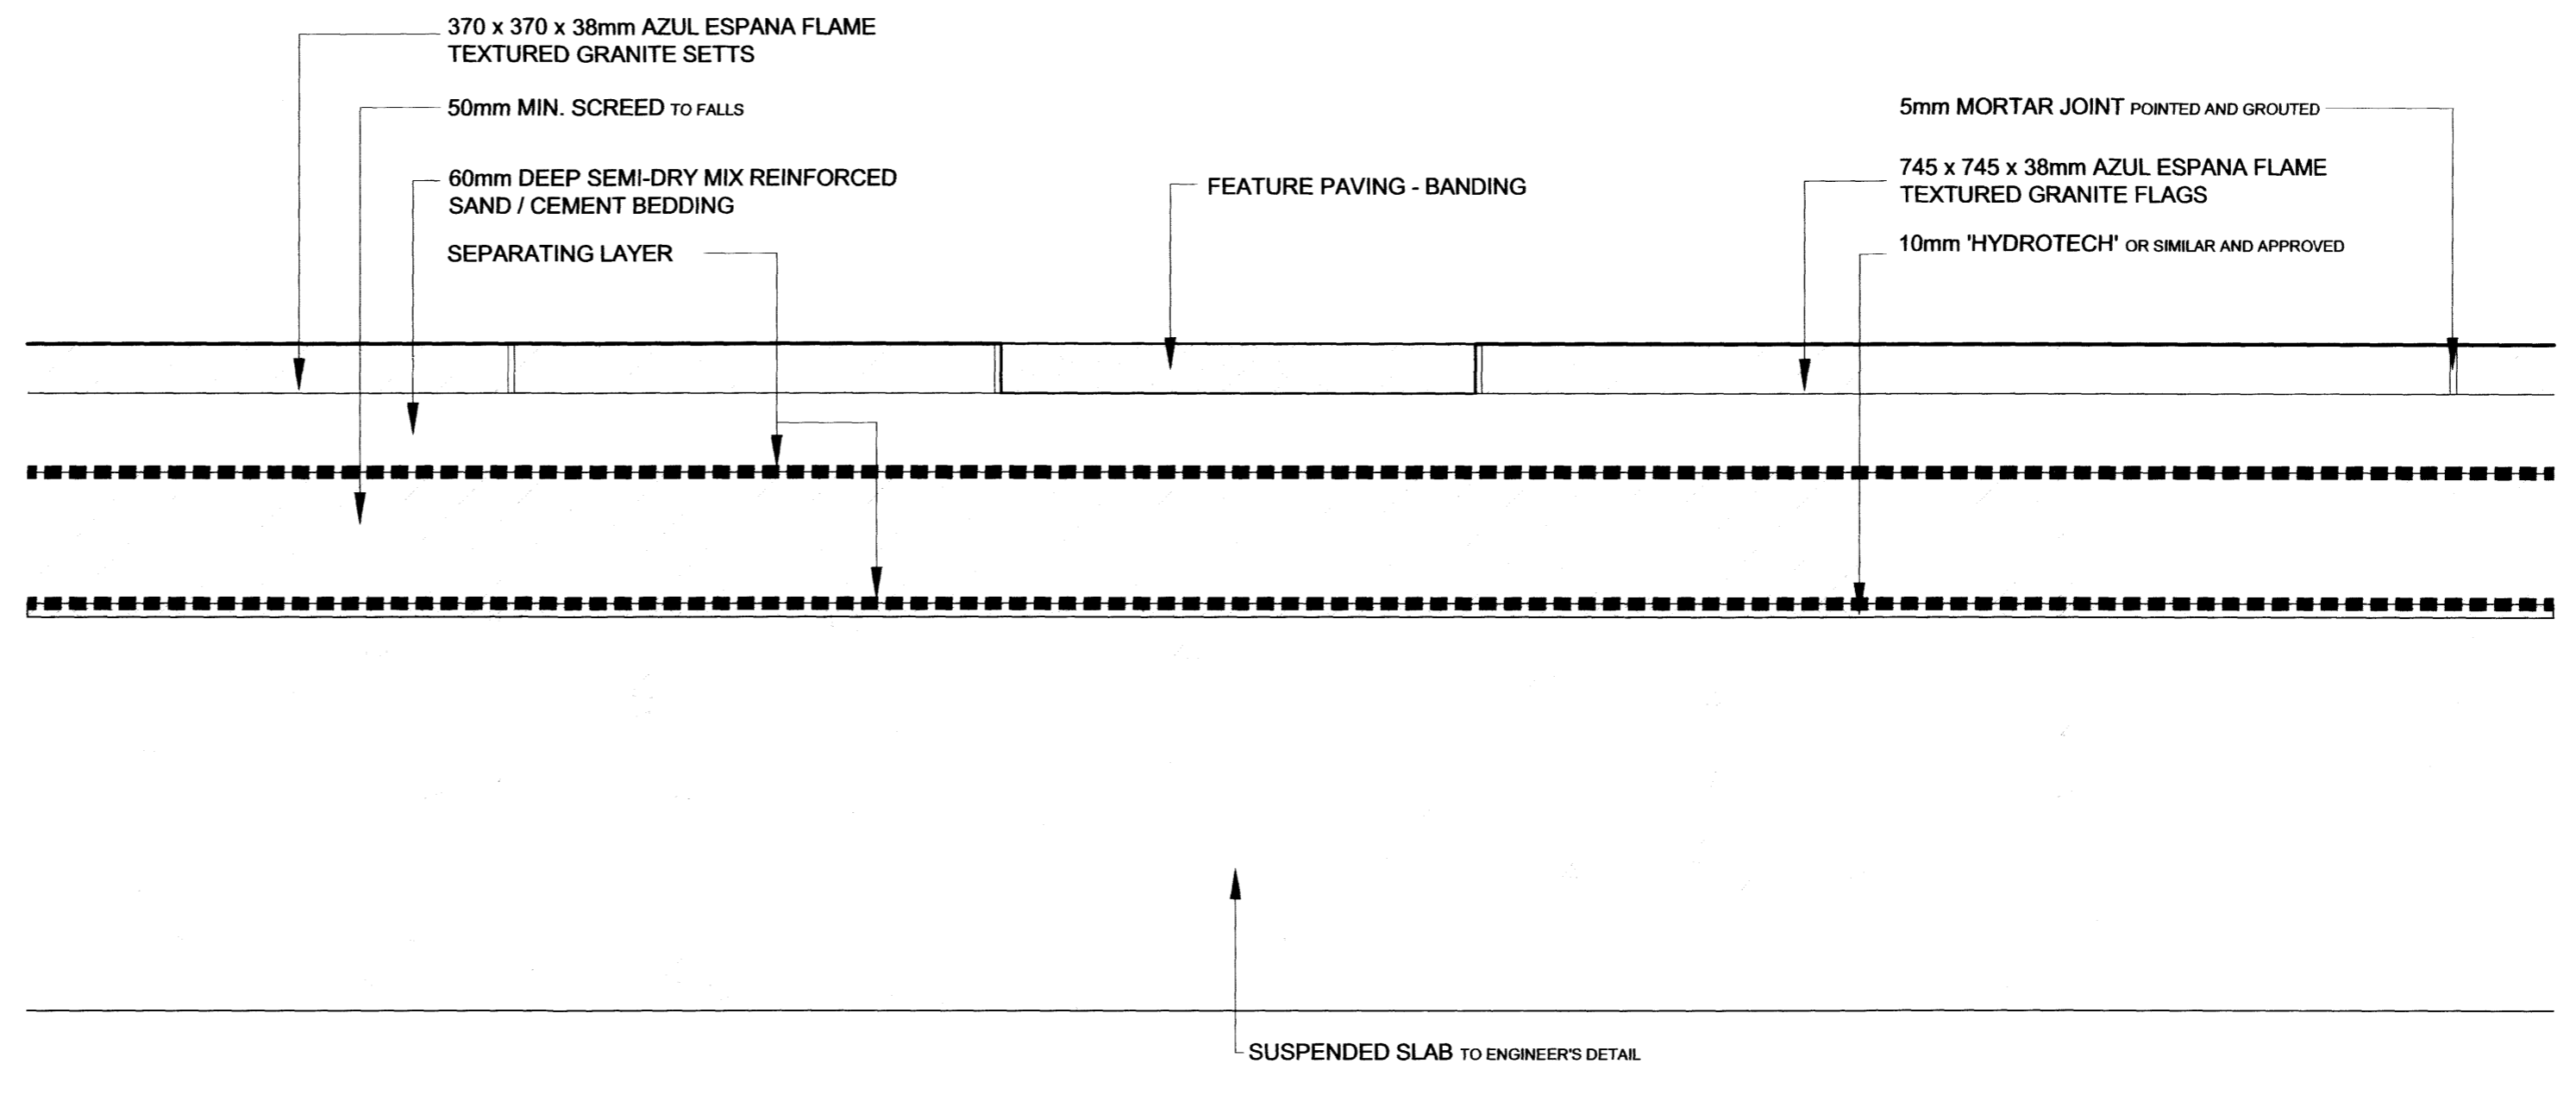 370 x 370 x 38mm AZUL ESPANA FLAME
TEXTURED GRANITE SETTS
50mm MIN. SCREED TO FALLS
60mm DEEP SEMI-DRY MIX REINFORCED
SAND / CEMENT BEDDING
SEPARATING LAYER
FEATURE PAVING - BANDING
5mm MORTAR JOINT POINTED AND GROUTED
745 x 745 x 38mm AZUL ESPANA FLAME
TEXTURED GRANITE FLAGS
10mm 'HYDROTECH' OR SIMILAR AND APPROVED
SUSPENDED SLAB TO ENGINEER'S DETAIL